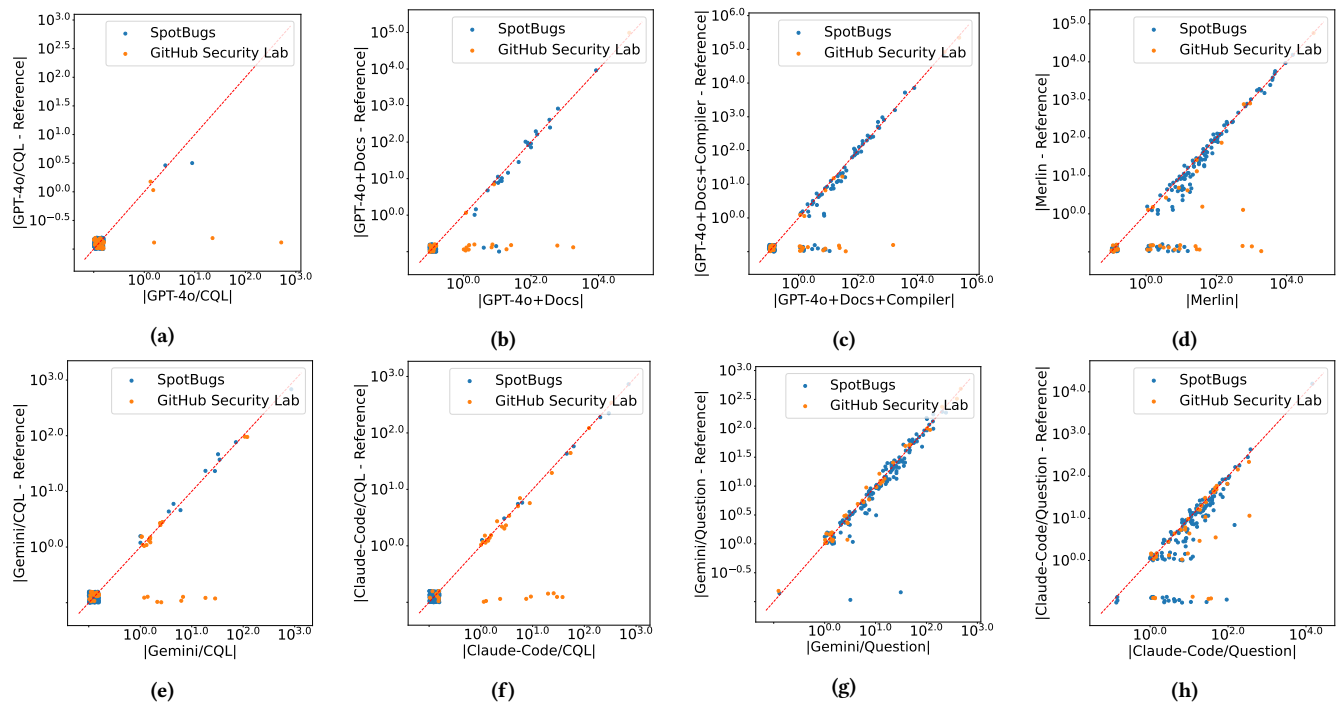 |GPT-4o/CQL - Reference|
10^3.0
10^2.5
10^2.0
10^1.5
10^1.0
10^0.5
10^0.0
10^−0.5
SpotBugs
GitHub Security Lab
10^0.0 10^1.0 10^2.0 10^3.0
|GPT-4o/CQL|
(a)
|GPT-4o+Docs - Reference|
10^5.0
10^4.0
10^3.0
10^2.0
10^1.0
10^0.0
SpotBugs
GitHub Security Lab
10^0.0 10^2.0 10^4.0
|GPT-4o+Docs|
(b)
|GPT-4o+Docs+Compiler - Reference|
10^6.0
10^5.0
10^4.0
10^3.0
10^2.0
10^1.0
10^0.0
SpotBugs
GitHub Security Lab
10^0.0 10^2.0 10^4.0 10^6.0
|GPT-4o+Docs+Compiler|
(c)
|Merlin - Reference|
10^5.0
10^4.0
10^3.0
10^2.0
10^1.0
10^0.0
SpotBugs
GitHub Security Lab
10^0.0 10^2.0 10^4.0
|Merlin|
(d)
|Gemini/CQL - Reference|
10^3.0
10^2.0
10^1.0
10^0.0
SpotBugs
GitHub Security Lab
10^0.0 10^1.0 10^2.0 10^3.0
|Gemini/CQL|
(e)
|Claude-Code/CQL - Reference|
10^3.0
10^2.0
10^1.0
10^0.0
SpotBugs
GitHub Security Lab
10^0.0 10^1.0 10^2.0 10^3.0
|Claude-Code/CQL|
(f)
|Gemini/Question - Reference|
10^3.0
10^2.5
10^2.0
10^1.5
10^1.0
10^0.5
10^0.0
10^−0.5
SpotBugs
GitHub Security Lab
10^0.0 10^1.0 10^2.0 10^3.0
|Gemini/Question|
(g)
|Claude-Code/Question - Reference|
10^4.0
10^3.0
10^2.0
10^1.0
10^0.0
SpotBugs
GitHub Security Lab
10^0.0 10^2.0 10^4.0
|Claude-Code/Question|
(h)